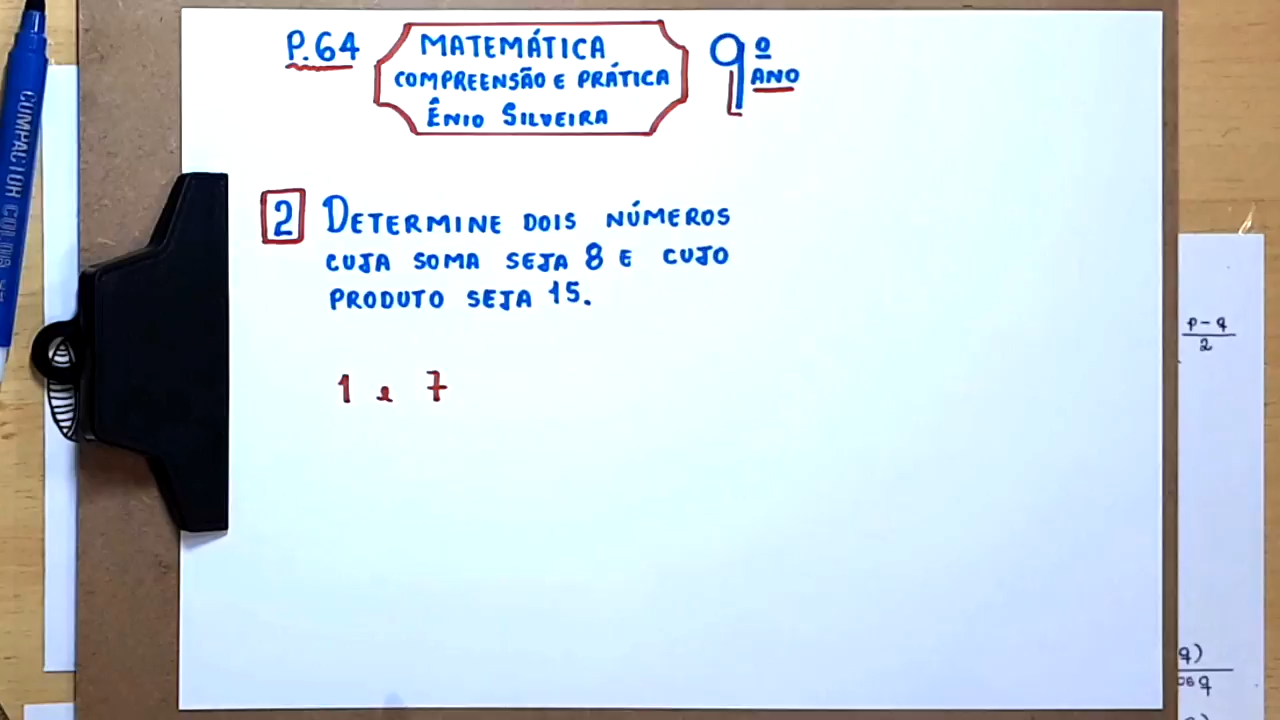 P.64
MATEMÁTICA
COMPREENSÃO E PRÁTICA
ÊNIO SILVEIRA
9º ANO
2 DETERMINE DOIS NÚMEROS
CUJA SOMA SEJA 8 E CUJO
PRODUTO SEJA 15.
1 e 7
COMPACTOR
p-q
2
q)
os q